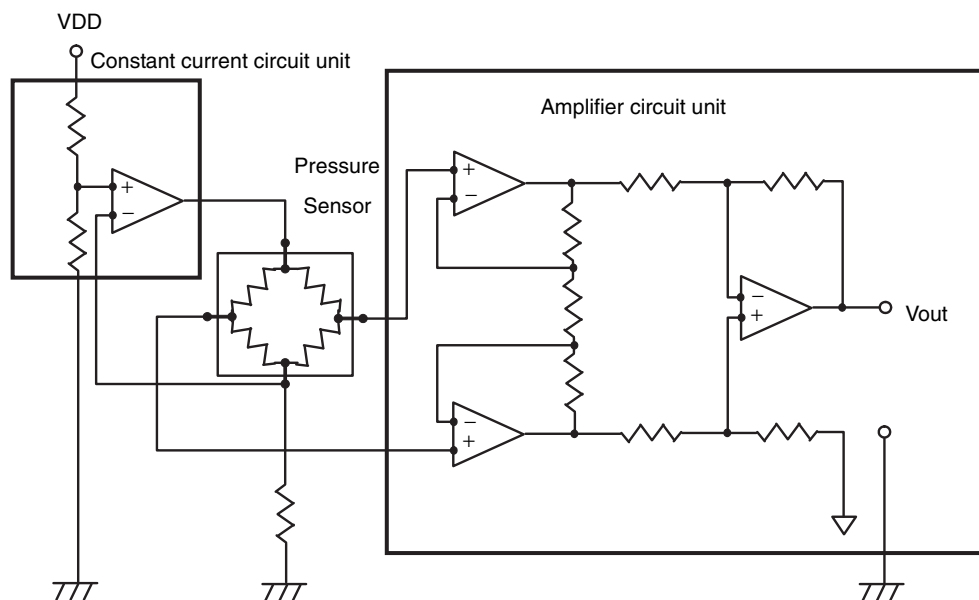 VDD
Constant current circuit unit
Amplifier circuit unit
Pressure
Sensor
+
−
+
−
−
+
−
+
Vout